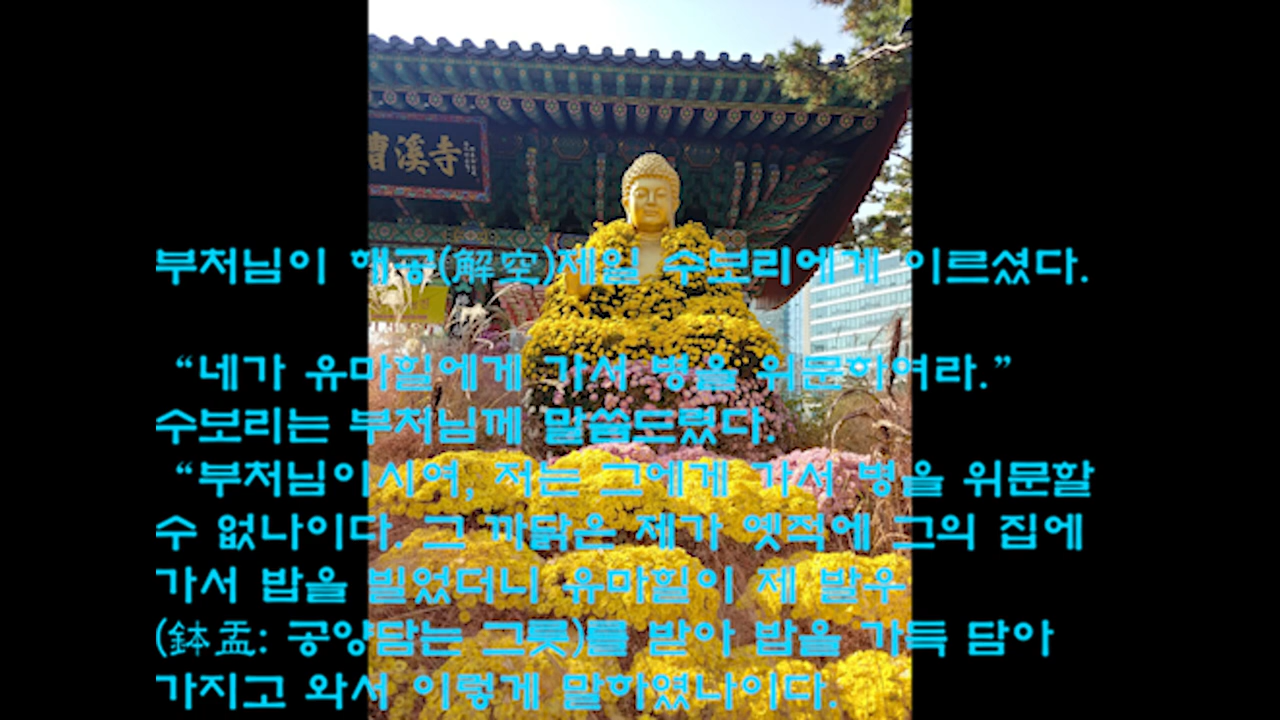 曹溪寺
부처님이 해공(解空)제일 수보리에게 이르셨다.
“네가 유마힐에게 가서 병을 위문하여라.”
수보리는 부처님께 말씀드렸다.
“부처님이시여, 저는 그에게 가서 병을 위문할
수 없나이다. 그 까닭은 제가 옛적에 그의 집에
가서 밥을 빌었더니 유마힐이 제 발우
(鉢盂: 공양담는 그릇)를 받아 밥을 가득 담아
가지고 와서 이렇게 말하였나이다.